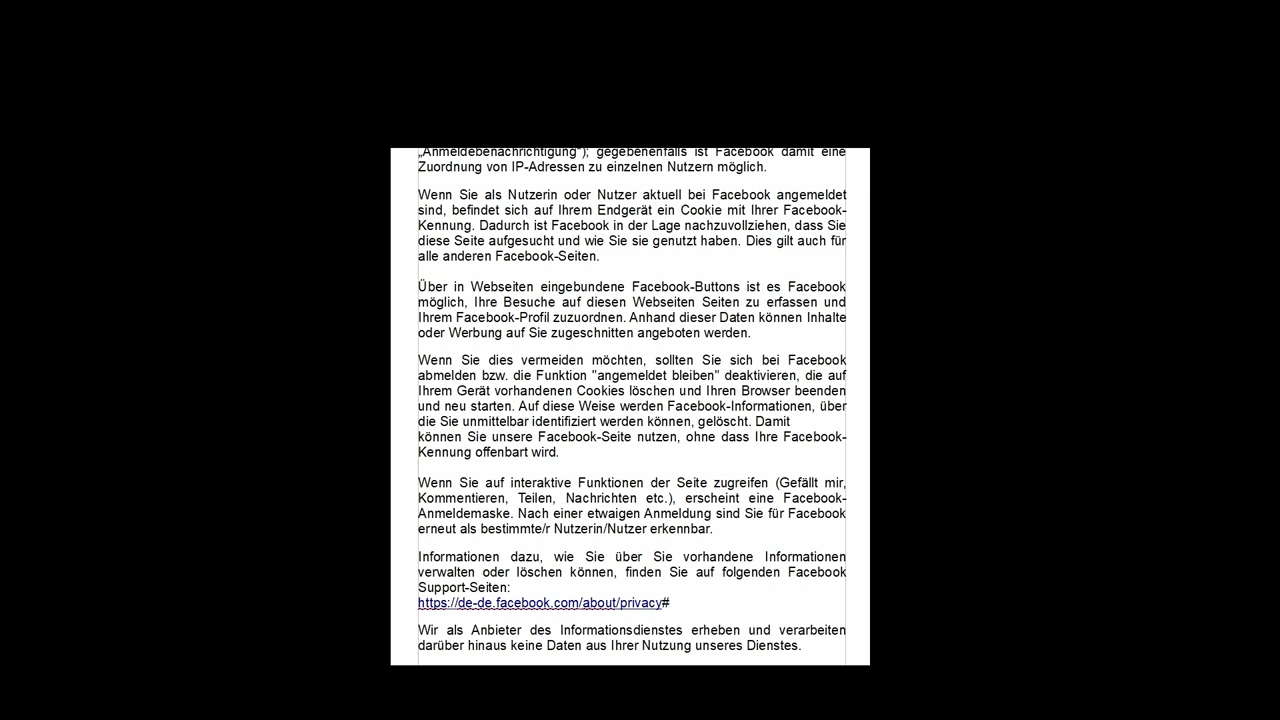 „Anmeldebenachrichtigung“); gegebenenfalls ist Facebook damit eine
Zuordnung von IP-Adressen zu einzelnen Nutzern möglich.
Wenn Sie als Nutzerin oder Nutzer aktuell bei Facebook angemeldet
sind, befindet sich auf Ihrem Endgerät ein Cookie mit Ihrer Facebook-
Kennung. Dadurch ist Facebook in der Lage nachzuvollziehen, dass Sie
diese Seite aufgesucht und wie Sie sie genutzt haben. Dies gilt auch für
alle anderen Facebook-Seiten.
Über in Webseiten eingebundene Facebook-Buttons ist es Facebook
möglich, Ihre Besuche auf diesen Webseiten Seiten zu erfassen und
Ihrem Facebook-Profil zuzuordnen. Anhand dieser Daten können Inhalte
oder Werbung auf Sie zugeschnitten angeboten werden.
Wenn Sie dies vermeiden möchten, sollten Sie sich bei Facebook
abmelden bzw. die Funktion "angemeldet bleiben" deaktivieren, die auf
Ihrem Gerät vorhandenen Cookies löschen und Ihren Browser beenden
und neu starten. Auf diese Weise werden Facebook-Informationen, über
die Sie unmittelbar identifiziert werden können, gelöscht. Damit
können Sie unsere Facebook-Seite nutzen, ohne dass Ihre Facebook-
Kennung offenbart wird.
Wenn Sie auf interaktive Funktionen der Seite zugreifen (Gefällt mir,
Kommentieren, Teilen, Nachrichten etc.), erscheint eine Facebook-
Anmeldemaske. Nach einer etwaigen Anmeldung sind Sie für Facebook
erneut als bestimmte/r Nutzerin/Nutzer erkennbar.
Informationen dazu, wie Sie über Sie vorhandene Informationen
verwalten oder löschen können, finden Sie auf folgenden Facebook
Support-Seiten:
https://de-de.facebook.com/about/privacy#
Wir als Anbieter des Informationsdienstes erheben und verarbeiten
darüber hinaus keine Daten aus Ihrer Nutzung unseres Dienstes.